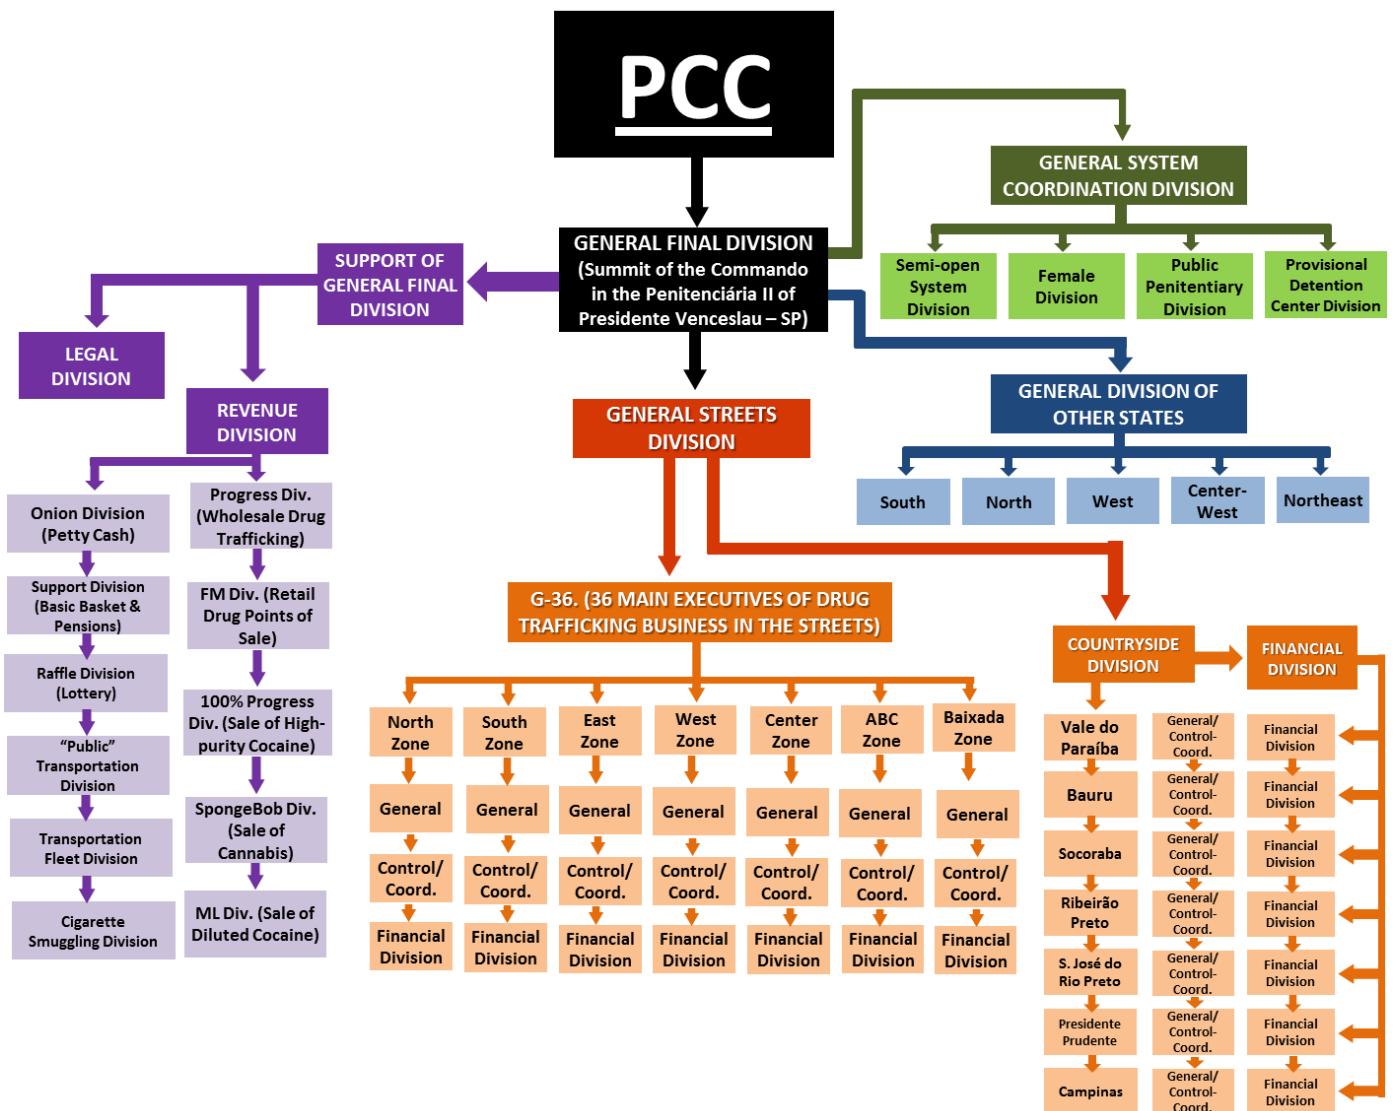 PCC
GENERAL SYSTEM
COORDINATION DIVISION
GENERAL FINAL DIVISION
(Summit of the Commando
in the Penitenciária II of
Presidente Venceslau – SP)
SUPPORT OF
GENERAL FINAL
DIVISION
Semi-open
System
Division
Female
Division
Public
Penitentiary
Division
Provisional
Detention
Center Division
LEGAL
DIVISION
REVENUE
DIVISION
GENERAL STREETS
DIVISION
GENERAL DIVISION OF
OTHER STATES
South
North
West
Center-
West
Northeast
Onion Division
(Petty Cash)
Support Division
(Basic Basket &
Pensions)
Raffle Division
(Lottery)
“Public”
Transportation
Division
Transportation
Fleet Division
Cigarette
Smuggling Division
Progress Div.
(Wholesale Drug
Trafficking)
FM Div. (Retail
Drug Points of
Sale)
100% Progress
Div. (Sale of High-
purity Cocaine)
SpongeBob Div.
(Sale of
Cannabis)
ML Div. (Sale of
Diluted Cocaine)
G-36. (36 MAIN EXECUTIVES OF DRUG
TRAFFICKING BUSINESS IN THE STREETS)
North
Zone
South
Zone
East
Zone
West
Zone
Center
Zone
ABC
Zone
Baixada
Zone
General
General
General
General
General
General
General
Control/
Coord.
Control/
Coord.
Control/
Coord.
Control/
Coord.
Control/
Coord.
Control/
Coord.
Control/
Coord.
Financial
Division
Financial
Division
Financial
Division
Financial
Division
Financial
Division
Financial
Division
Financial
Division
COUNTRYSIDE
DIVISION
FINANCIAL
DIVISION
Vale do
Paraíba
General/
Control-
Coord.
Financial
Division
Bauru
General/
Control-
Coord.
Financial
Division
Socoraba
General/
Control-
Coord.
Financial
Division
Ribeirão
Preto
General/
Control-
Coord.
Financial
Division
S. José do
Rio Preto
General/
Control-
Coord.
Financial
Division
Presidente
Prudente
General/
Control-
Coord.
Financial
Division
Campinas
General/
Control-
Coord.
Financial
Division